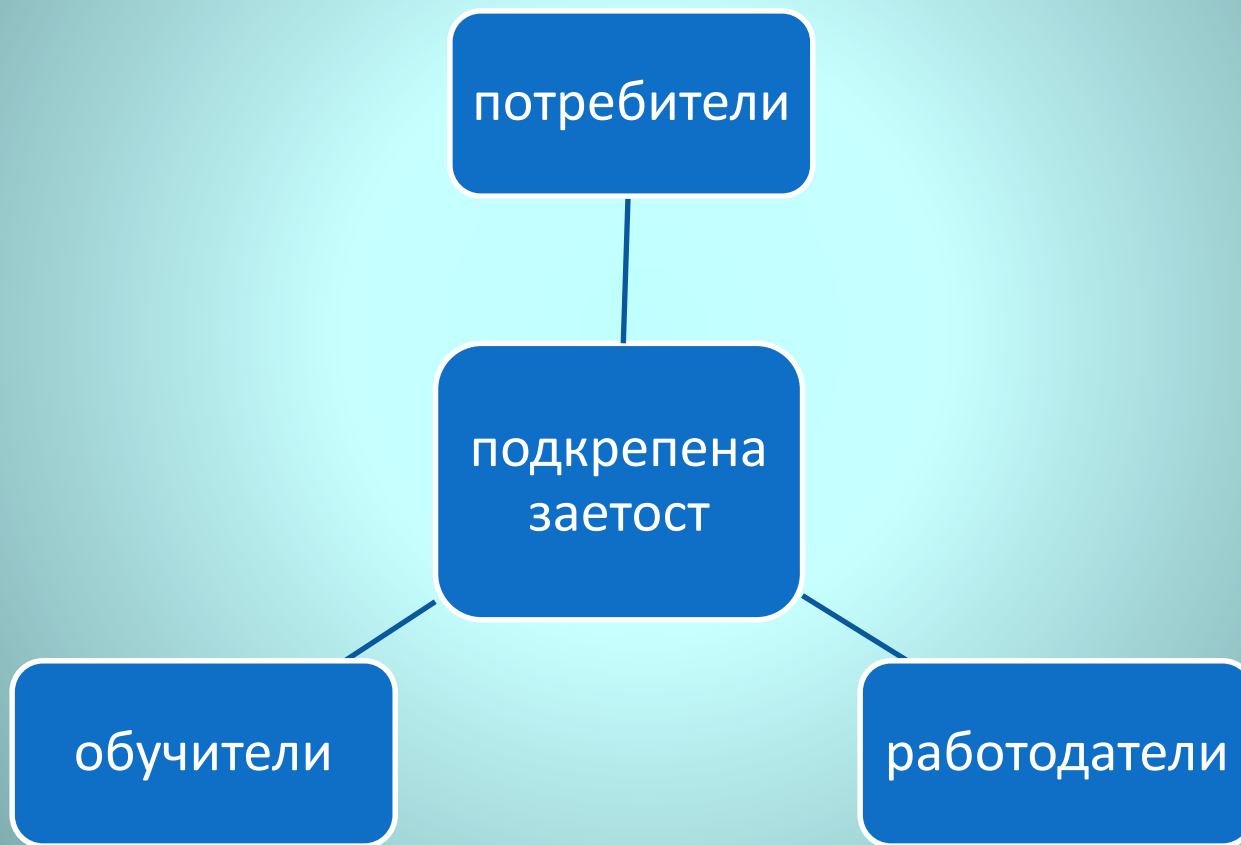 потребители
подкрепена
заетост
обучители
работодатели